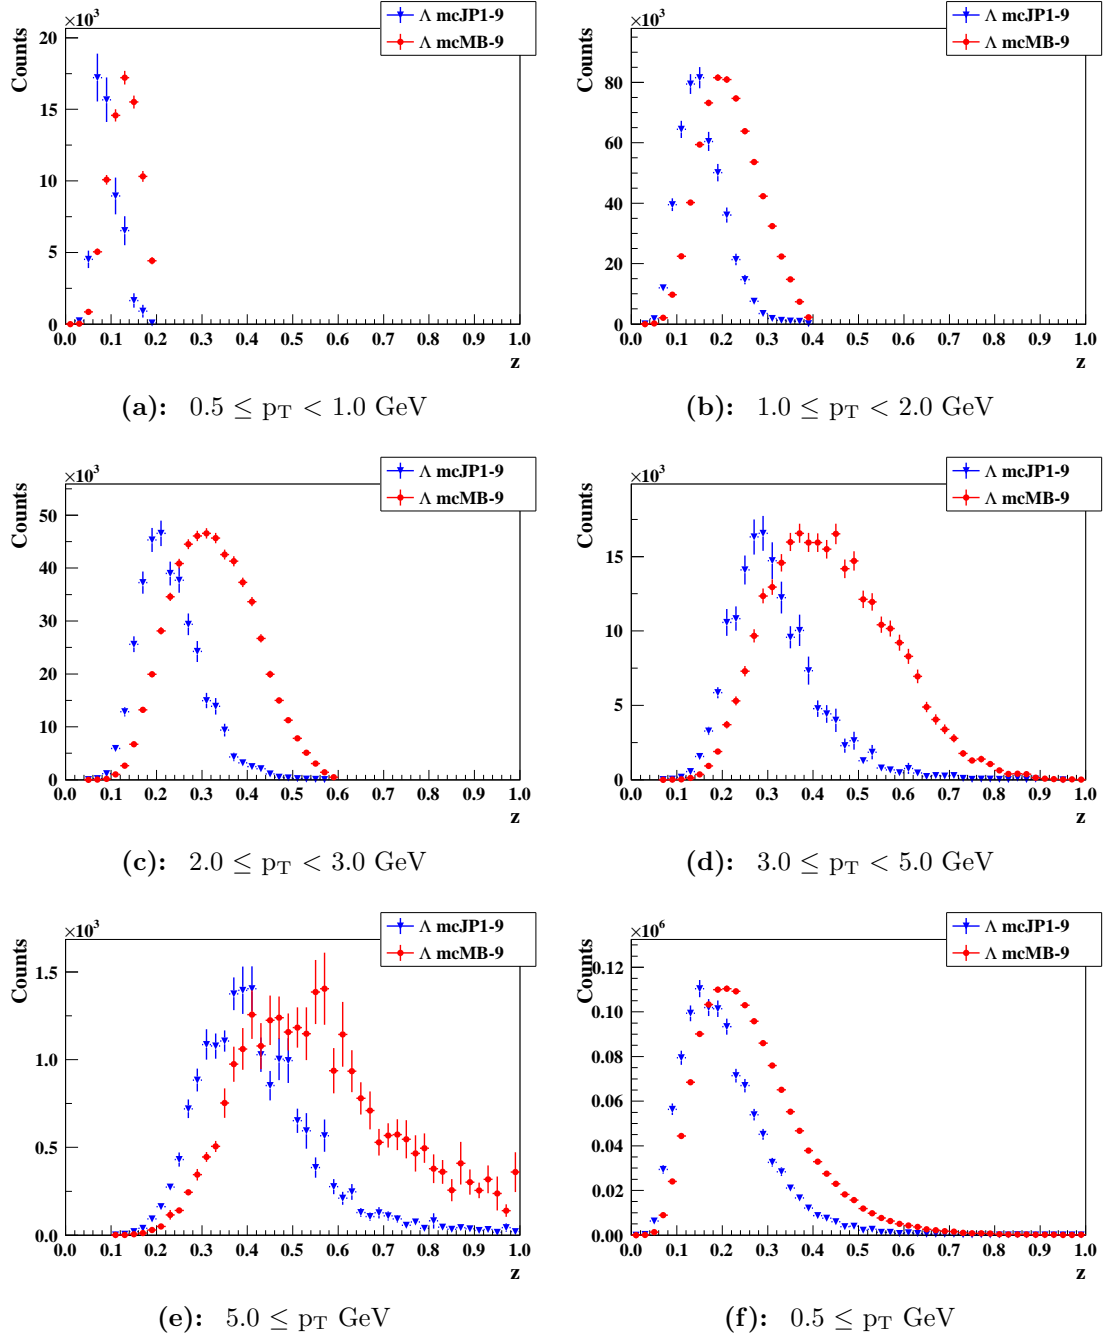 ×10³
Counts
Λ mcJP1-9
Λ mcMB-9
20
15
10
5
0
0.0 0.1 0.2 0.3 0.4 0.5 0.6 0.7 0.8 0.9 1.0
z
(a): 0.5 ≤ pT < 1.0 GeV
×10³
Counts
Λ mcJP1-9
Λ mcMB-9
80
60
40
20
0
0.0 0.1 0.2 0.3 0.4 0.5 0.6 0.7 0.8 0.9 1.0
z
(b): 1.0 ≤ pT < 2.0 GeV
×10³
Counts
Λ mcJP1-9
Λ mcMB-9
50
40
30
20
10
0
0.0 0.1 0.2 0.3 0.4 0.5 0.6 0.7 0.8 0.9 1.0
z
(c): 2.0 ≤ pT < 3.0 GeV
×10³
Counts
Λ mcJP1-9
Λ mcMB-9
15
10
5
0
0.0 0.1 0.2 0.3 0.4 0.5 0.6 0.7 0.8 0.9 1.0
z
(d): 3.0 ≤ pT < 5.0 GeV
×10³
Counts
Λ mcJP1-9
Λ mcMB-9
1.5
1.0
0.5
0.0
0.0 0.1 0.2 0.3 0.4 0.5 0.6 0.7 0.8 0.9 1.0
z
(e): 5.0 ≤ pT GeV
×10⁶
Counts
Λ mcJP1-9
Λ mcMB-9
0.12
0.10
0.08
0.06
0.04
0.02
0.00
0.0 0.1 0.2 0.3 0.4 0.5 0.6 0.7 0.8 0.9 1.0
z
(f): 0.5 ≤ pT GeV